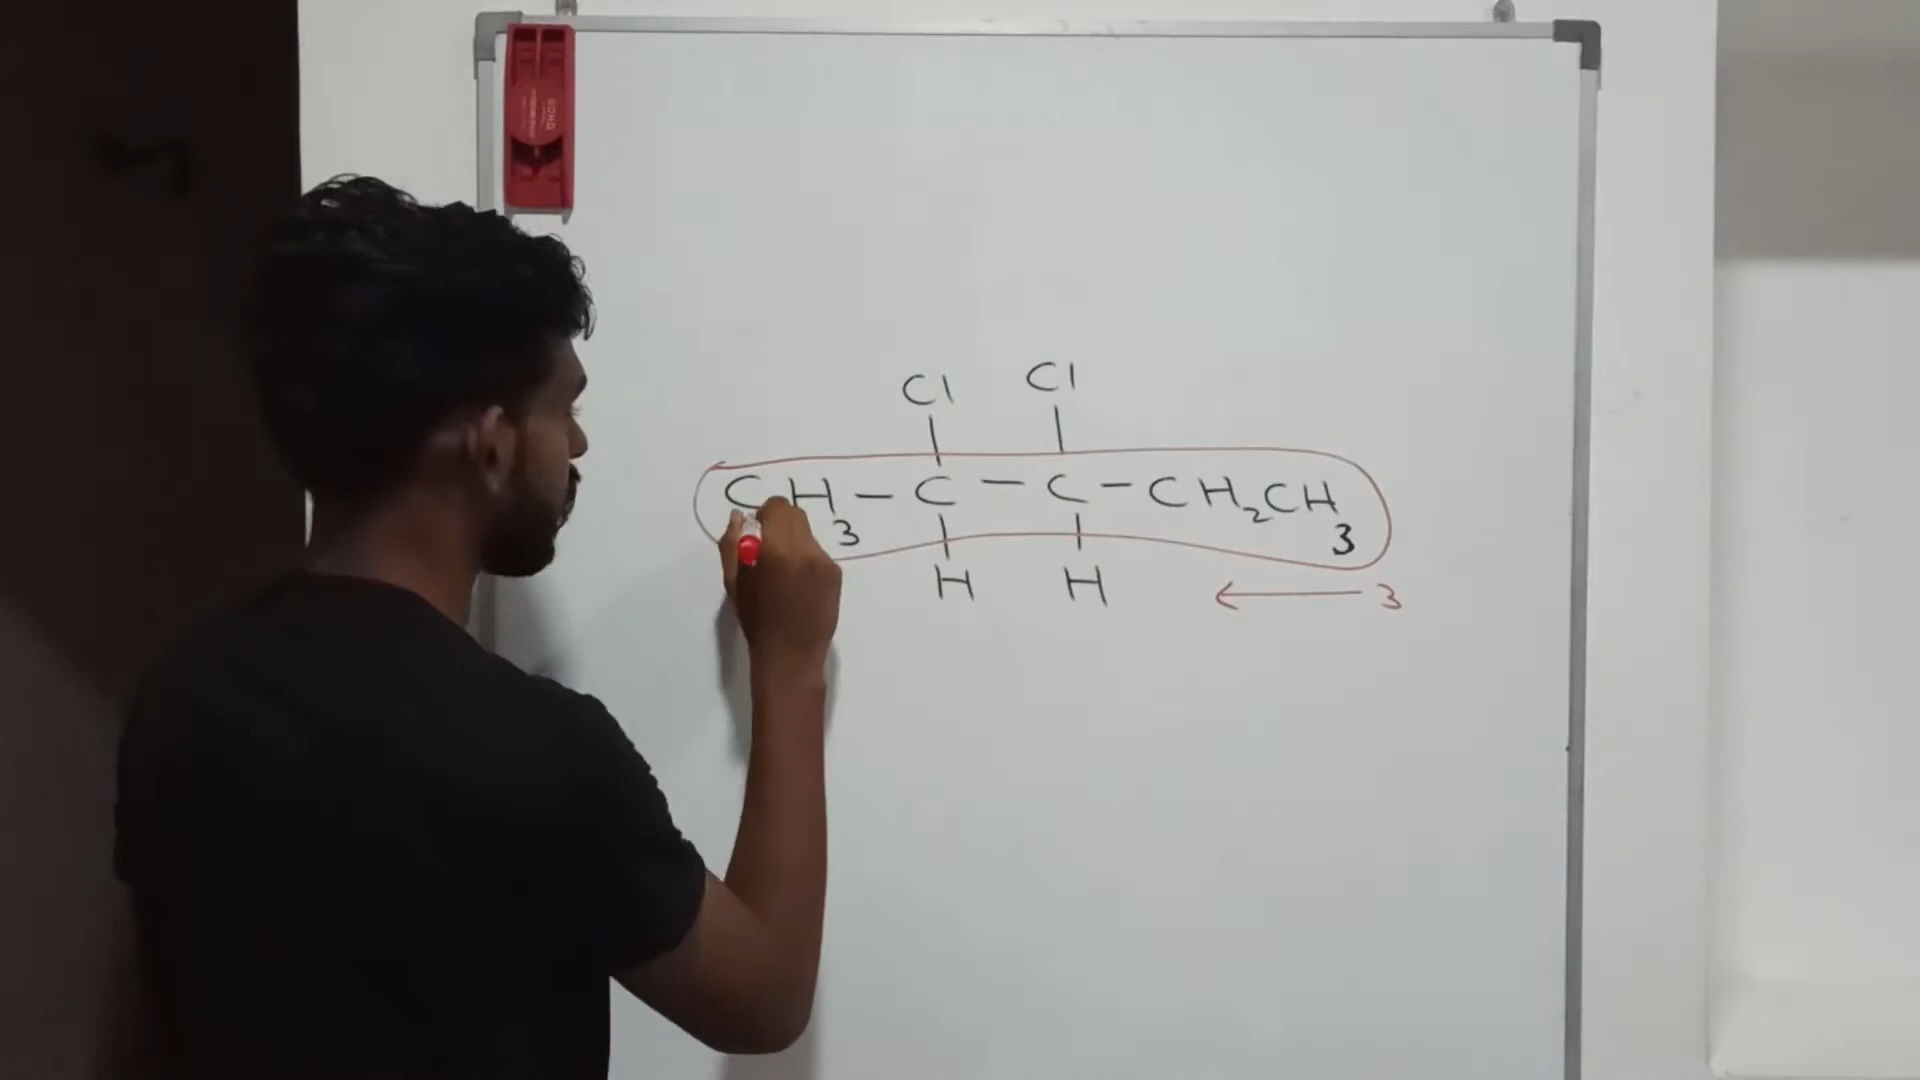 Cl Cl
CH3 - C - C - CH2CH3
H H ← 3